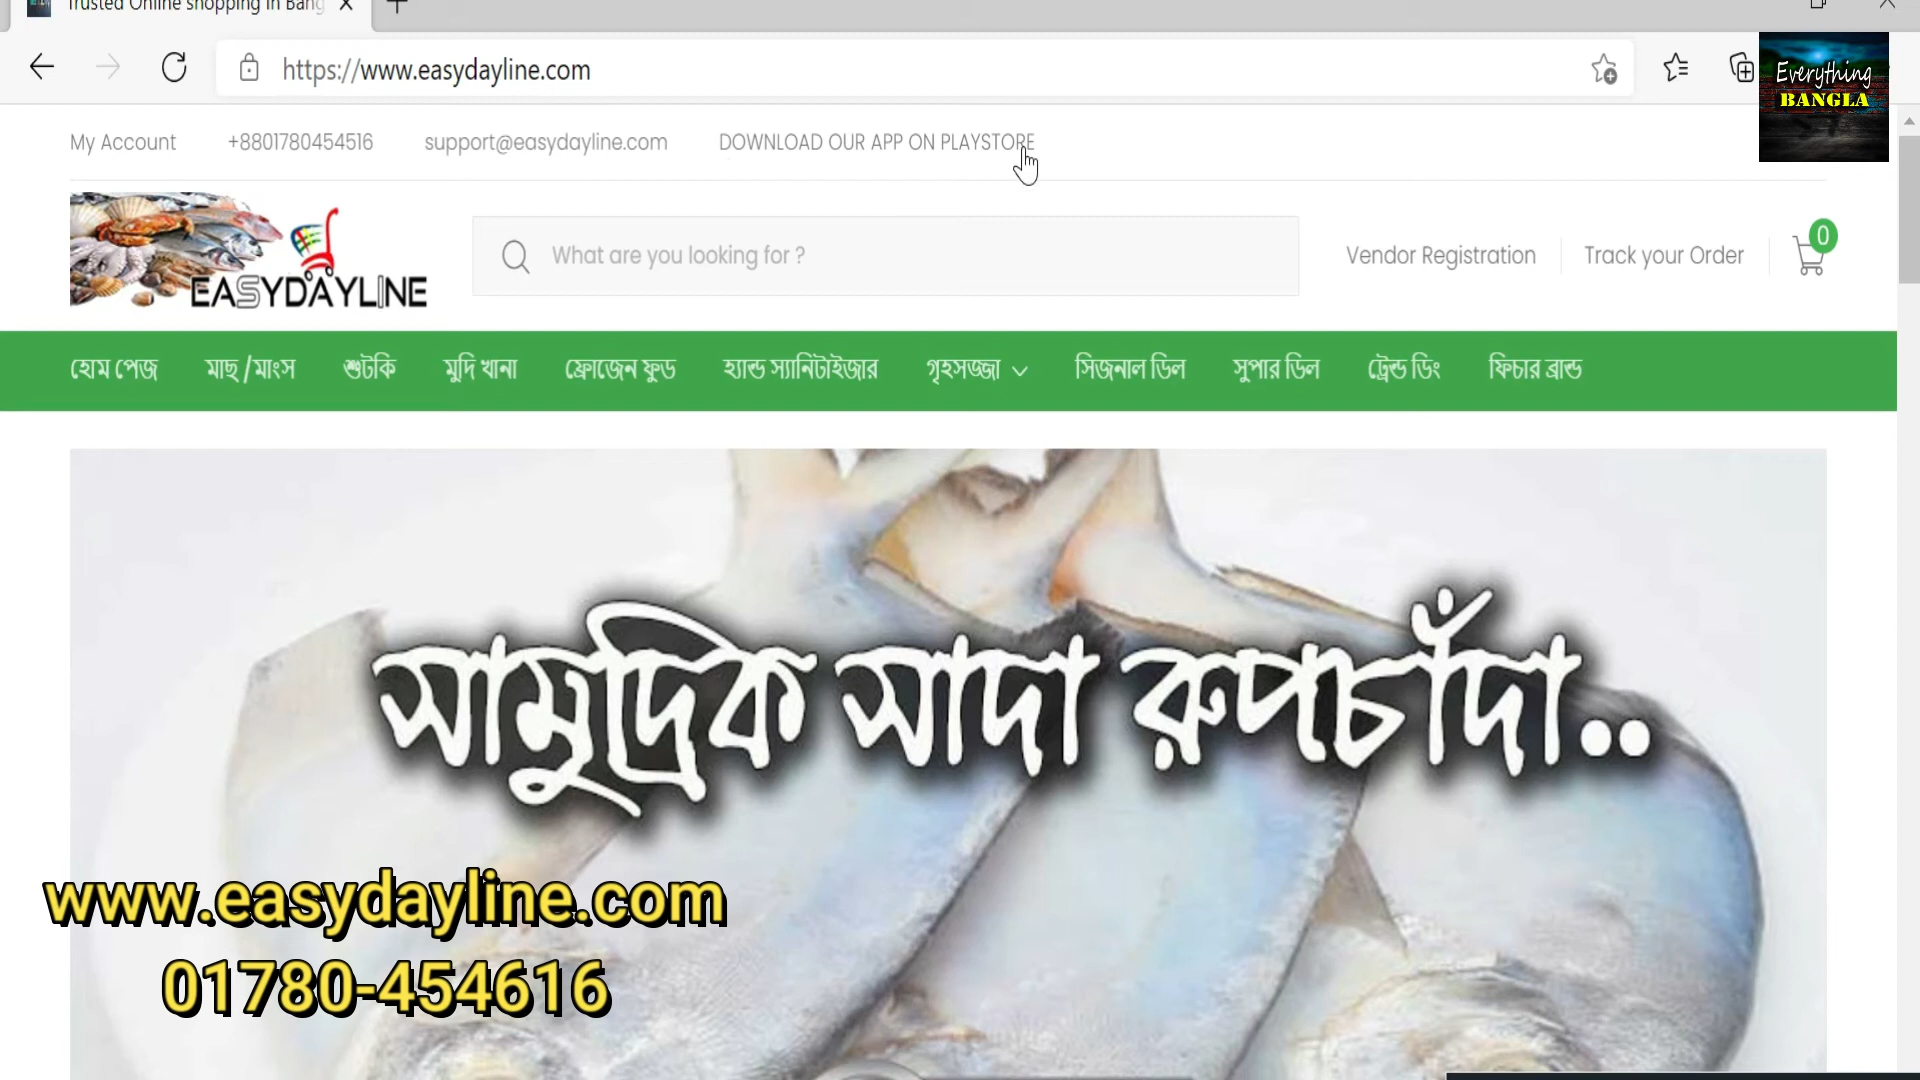 Trusted Online shopping in Bang
https://www.easydayline.com
Everything
BANGLA
My Account +8801780454516 support@easydayline.com DOWNLOAD OUR APP ON PLAYSTORE
EASYDAYLINE
What are you looking for ?
Vendor Registration Track your Order 0
হোম পেজ মাছ /মাংস শুটকি মুদি খানা ফ্রোজেন ফুড হ্যান্ড স্যানিটাইজার গৃহসজ্জা সিজনাল ডিল সুপার ডিল ট্রেন্ড ডিং ফিচার ব্রান্ড
সামুদ্রিক সাদা রুপচাঁদা..
www.easydayline.com
01780-454616